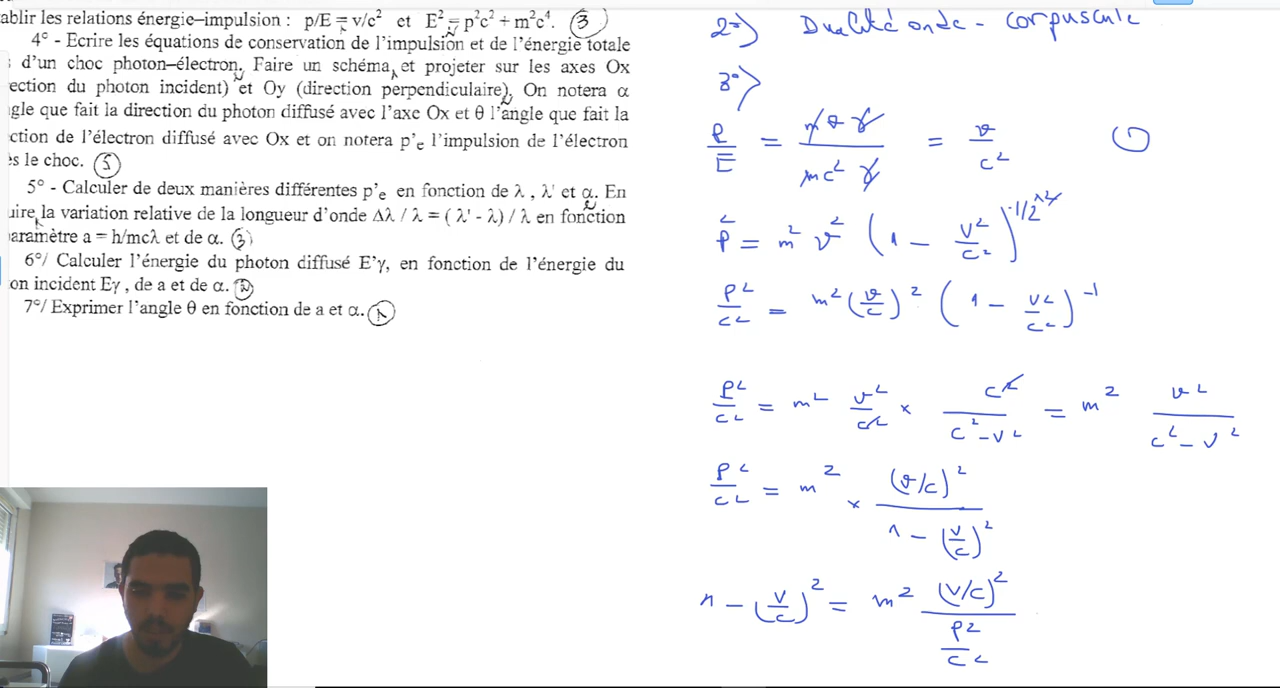 ablir les relations énergie–impulsion : p/E = v/c² et E² = p²c² + m²c⁴. (3)
4° - Ecrire les équations de conservation de l'impulsion et de l'énergie totale
d'un choc photon–électron. Faire un schéma et projeter sur les axes Ox
ection du photon incident) et Oy (direction perpendiculaire). On notera α
gle que fait la direction du photon diffusé avec l'axe Ox et θ l'angle que fait la
ction de l'électron diffusé avec Ox et on notera p'e l'impulsion de l'électron
ès le choc.
5° - Calculer de deux manières différentes p'e en fonction de λ , λ' et α. En
uire la variation relative de la longueur d'onde Δλ / λ = ( λ' - λ) / λ en fonction
aramètre a = h/mcλ et de α. (3)
6°/ Calculer l'énergie du photon diffusé E'γ, en fonction de l'énergie du
on incident Eγ , de a et de α.
7°/ Exprimer l'angle θ en fonction de a et α.
2°) Dualité onde - corpuscule
3°)
P/E = m v γ / mc² γ = v/c² ①
P² = m² v² (1 - v²/c²)^-1/2 ×2
P²/c² = m² (v/c)² (1 - v²/c²)^-1
P²/c² = m² v²/c² × c²/(c² - v²) = m² v²/(c² - v²)
P²/c² = m² × (v/c)²/(1 - (v/c)²)
1 - (v/c)² = m² (v/c)²/(P²/c²)